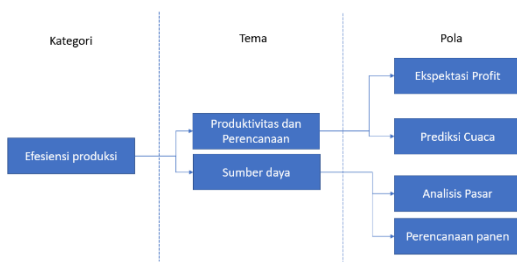 Kategori
Tema
Pola
Efesiensi produksi
Produktivitas dan
Perencanaan
Sumber daya
Ekspektasi Profit
Prediksi Cuaca
Analisis Pasar
Perencanaan panen